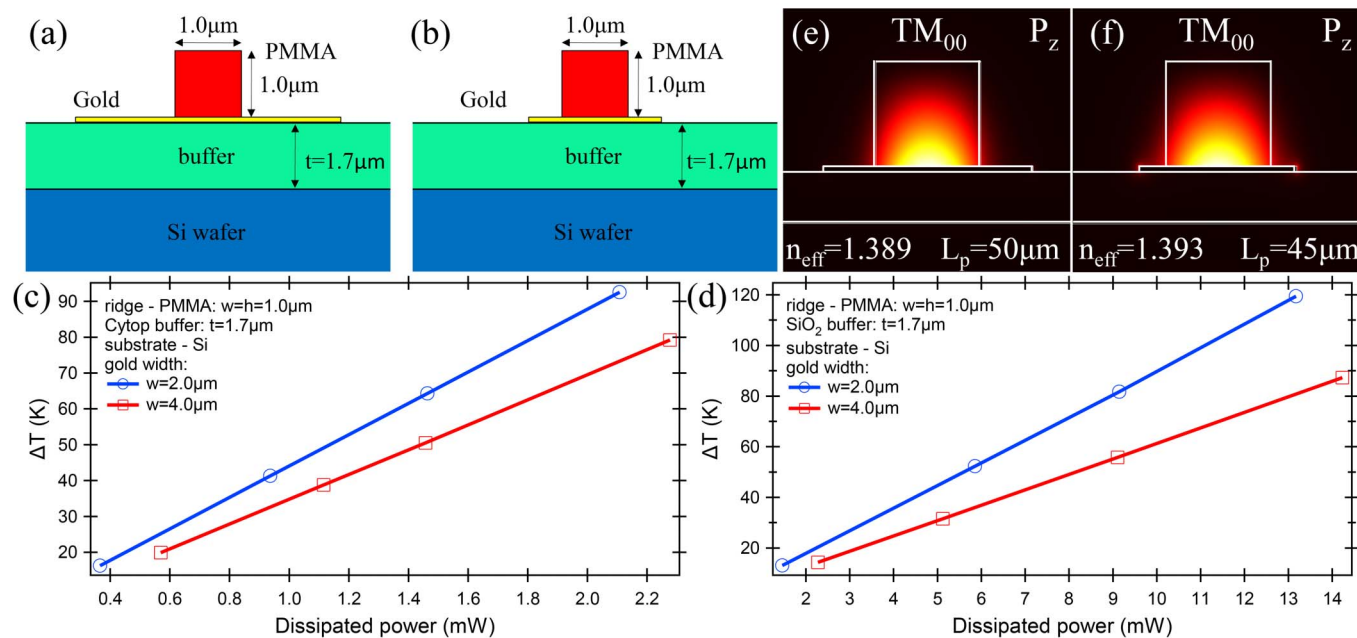 (a)
1.0μm
PMMA
1.0μm
Gold
buffer
t=1.7μm
Si wafer
(b)
1.0μm
PMMA
1.0μm
Gold
buffer
t=1.7μm
Si wafer
(e)
TM₀₀
P_z
n_eff=1.389
L_p=50μm
(f)
TM₀₀
P_z
n_eff=1.393
L_p=45μm
(c)
ridge - PMMA: w=h=1.0μm
Cytop buffer: t=1.7μm
substrate - Si
gold width:
w=2.0μm
w=4.0μm
ΔT (K)
90
80
70
60
50
40
30
20
0.4 0.6 0.8 1.0 1.2 1.4 1.6 1.8 2.0 2.2
Dissipated power (mW)
(d)
ridge - PMMA: w=h=1.0μm
SiO₂ buffer: t=1.7μm
substrate - Si
gold width:
w=2.0μm
w=4.0μm
ΔT (K)
120
100
80
60
40
20
2 3 4 5 6 7 8 9 10 11 12 13 14
Dissipated power (mW)